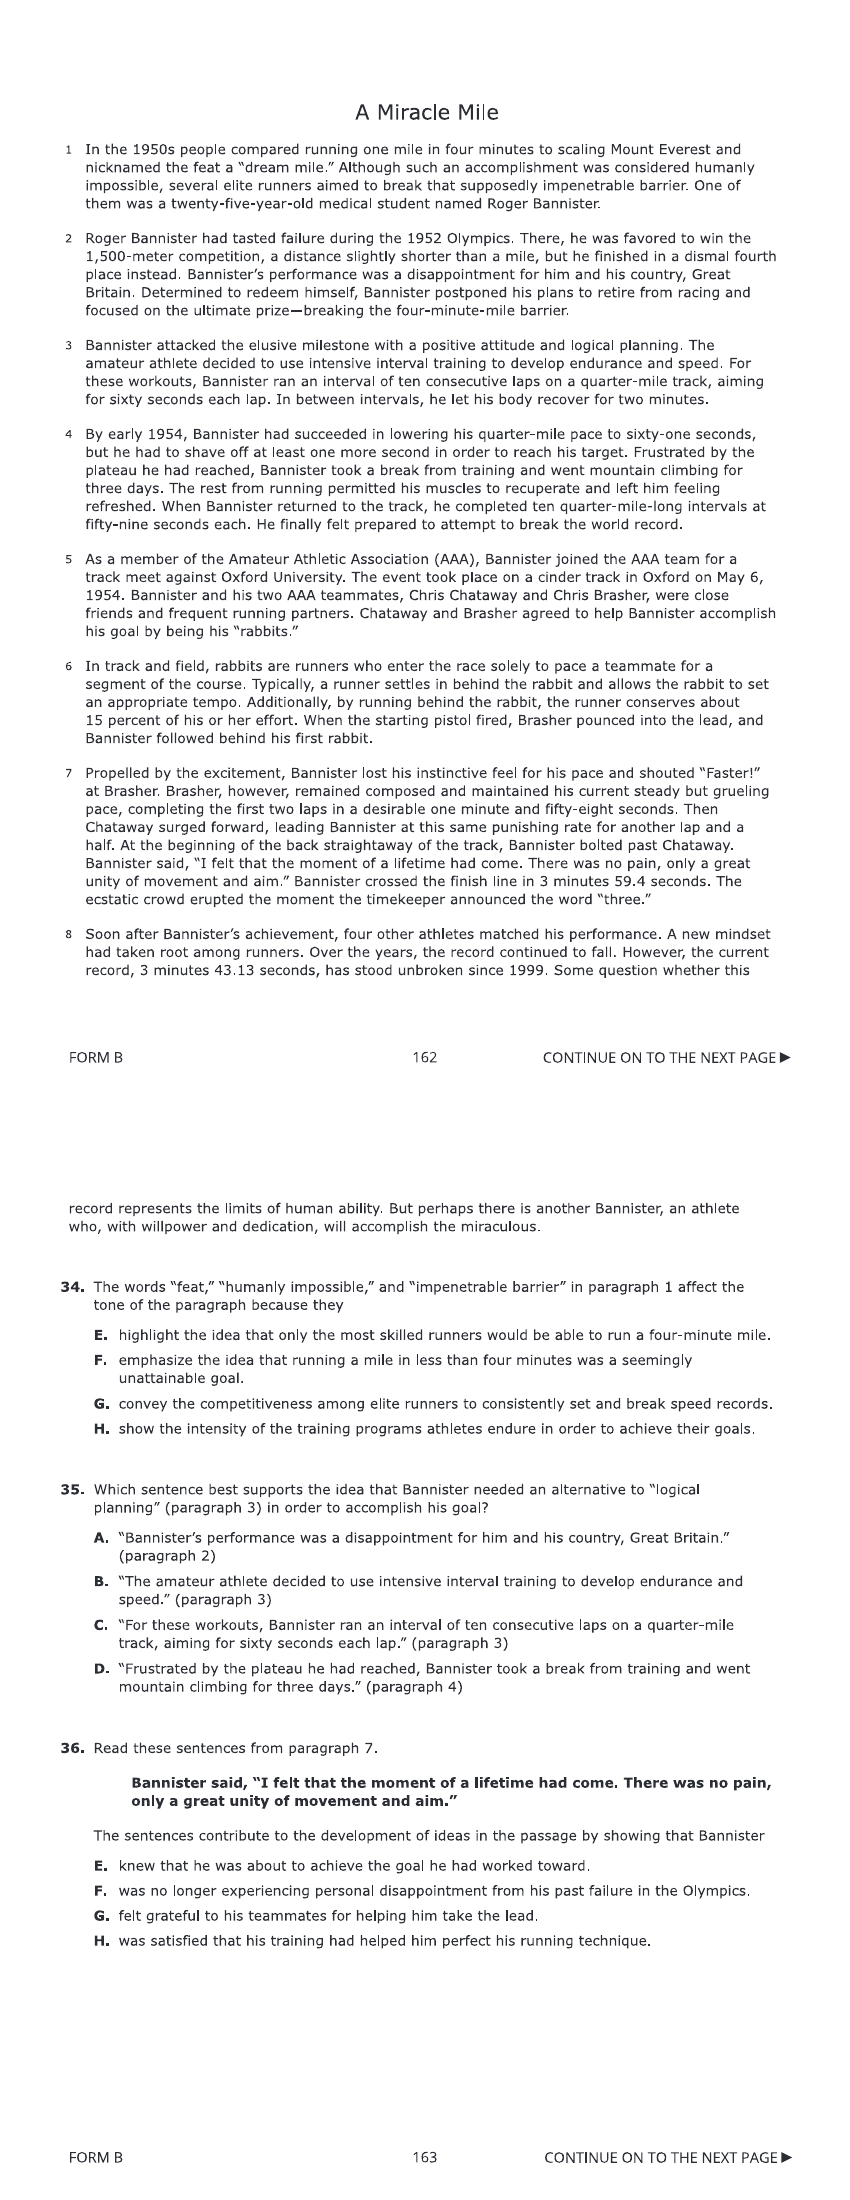 A Miracle Mile
1 In the 1950s people compared running one mile in four minutes to scaling Mount Everest and
nicknamed the feat a “dream mile.” Although such an accomplishment was considered humanly
impossible, several elite runners aimed to break that supposedly impenetrable barrier. One of
them was a twenty-five-year-old medical student named Roger Bannister.
2 Roger Bannister had tasted failure during the 1952 Olympics. There, he was favored to win the
1,500-meter competition, a distance slightly shorter than a mile, but he finished in a dismal fourth
place instead. Bannister’s performance was a disappointment for him and his country, Great
Britain. Determined to redeem himself, Bannister postponed his plans to retire from racing and
focused on the ultimate prize—breaking the four-minute-mile barrier.
3 Bannister attacked the elusive milestone with a positive attitude and logical planning. The
amateur athlete decided to use intensive interval training to develop endurance and speed. For
these workouts, Bannister ran an interval of ten consecutive laps on a quarter-mile track, aiming
for sixty seconds each lap. In between intervals, he let his body recover for two minutes.
4 By early 1954, Bannister had succeeded in lowering his quarter-mile pace to sixty-one seconds,
but he had to shave off at least one more second in order to reach his target. Frustrated by the
plateau he had reached, Bannister took a break from training and went mountain climbing for
three days. The rest from running permitted his muscles to recuperate and left him feeling
refreshed. When Bannister returned to the track, he completed ten quarter-mile-long intervals at
fifty-nine seconds each. He finally felt prepared to attempt to break the world record.
5 As a member of the Amateur Athletic Association (AAA), Bannister joined the AAA team for a
track meet against Oxford University. The event took place on a cinder track in Oxford on May 6,
1954. Bannister and his two AAA teammates, Chris Chataway and Chris Brasher, were close
friends and frequent running partners. Chataway and Brasher agreed to help Bannister accomplish
his goal by being his “rabbits.”
6 In track and field, rabbits are runners who enter the race solely to pace a teammate for a
segment of the course. Typically, a runner settles in behind the rabbit and allows the rabbit to set
an appropriate tempo. Additionally, by running behind the rabbit, the runner conserves about
15 percent of his or her effort. When the starting pistol fired, Brasher pounced into the lead, and
Bannister followed behind his first rabbit.
7 Propelled by the excitement, Bannister lost his instinctive feel for his pace and shouted “Faster!”
at Brasher. Brasher, however, remained composed and maintained his current steady but grueling
pace, completing the first two laps in a desirable one minute and fifty-eight seconds. Then
Chataway surged forward, leading Bannister at this same punishing rate for another lap and a
half. At the beginning of the back straightaway of the track, Bannister bolted past Chataway.
Bannister said, “I felt that the moment of a lifetime had come. There was no pain, only a great
unity of movement and aim.” Bannister crossed the finish line in 3 minutes 59.4 seconds. The
ecstatic crowd erupted the moment the timekeeper announced the word “three.”
8 Soon after Bannister’s achievement, four other athletes matched his performance. A new mindset
had taken root among runners. Over the years, the record continued to fall. However, the current
record, 3 minutes 43.13 seconds, has stood unbroken since 1999. Some question whether this
FORM B 162 CONTINUE ON TO THE NEXT PAGE ▶
record represents the limits of human ability. But perhaps there is another Bannister, an athlete
who, with willpower and dedication, will accomplish the miraculous.
34. The words “feat,” “humanly impossible,” and “impenetrable barrier” in paragraph 1 affect the
tone of the paragraph because they
E. highlight the idea that only the most skilled runners would be able to run a four-minute mile.
F. emphasize the idea that running a mile in less than four minutes was a seemingly
unattainable goal.
G. convey the competitiveness among elite runners to consistently set and break speed records.
H. show the intensity of the training programs athletes endure in order to achieve their goals.
35. Which sentence best supports the idea that Bannister needed an alternative to “logical
planning” (paragraph 3) in order to accomplish his goal?
A. “Bannister’s performance was a disappointment for him and his country, Great Britain.”
(paragraph 2)
B. “The amateur athlete decided to use intensive interval training to develop endurance and
speed.” (paragraph 3)
C. “For these workouts, Bannister ran an interval of ten consecutive laps on a quarter-mile
track, aiming for sixty seconds each lap.” (paragraph 3)
D. “Frustrated by the plateau he had reached, Bannister took a break from training and went
mountain climbing for three days.” (paragraph 4)
36. Read these sentences from paragraph 7.
Bannister said, “I felt that the moment of a lifetime had come. There was no pain,
only a great unity of movement and aim.”
The sentences contribute to the development of ideas in the passage by showing that Bannister
E. knew that he was about to achieve the goal he had worked toward.
F. was no longer experiencing personal disappointment from his past failure in the Olympics.
G. felt grateful to his teammates for helping him take the lead.
H. was satisfied that his training had helped him perfect his running technique.
FORM B 163 CONTINUE ON TO THE NEXT PAGE ▶